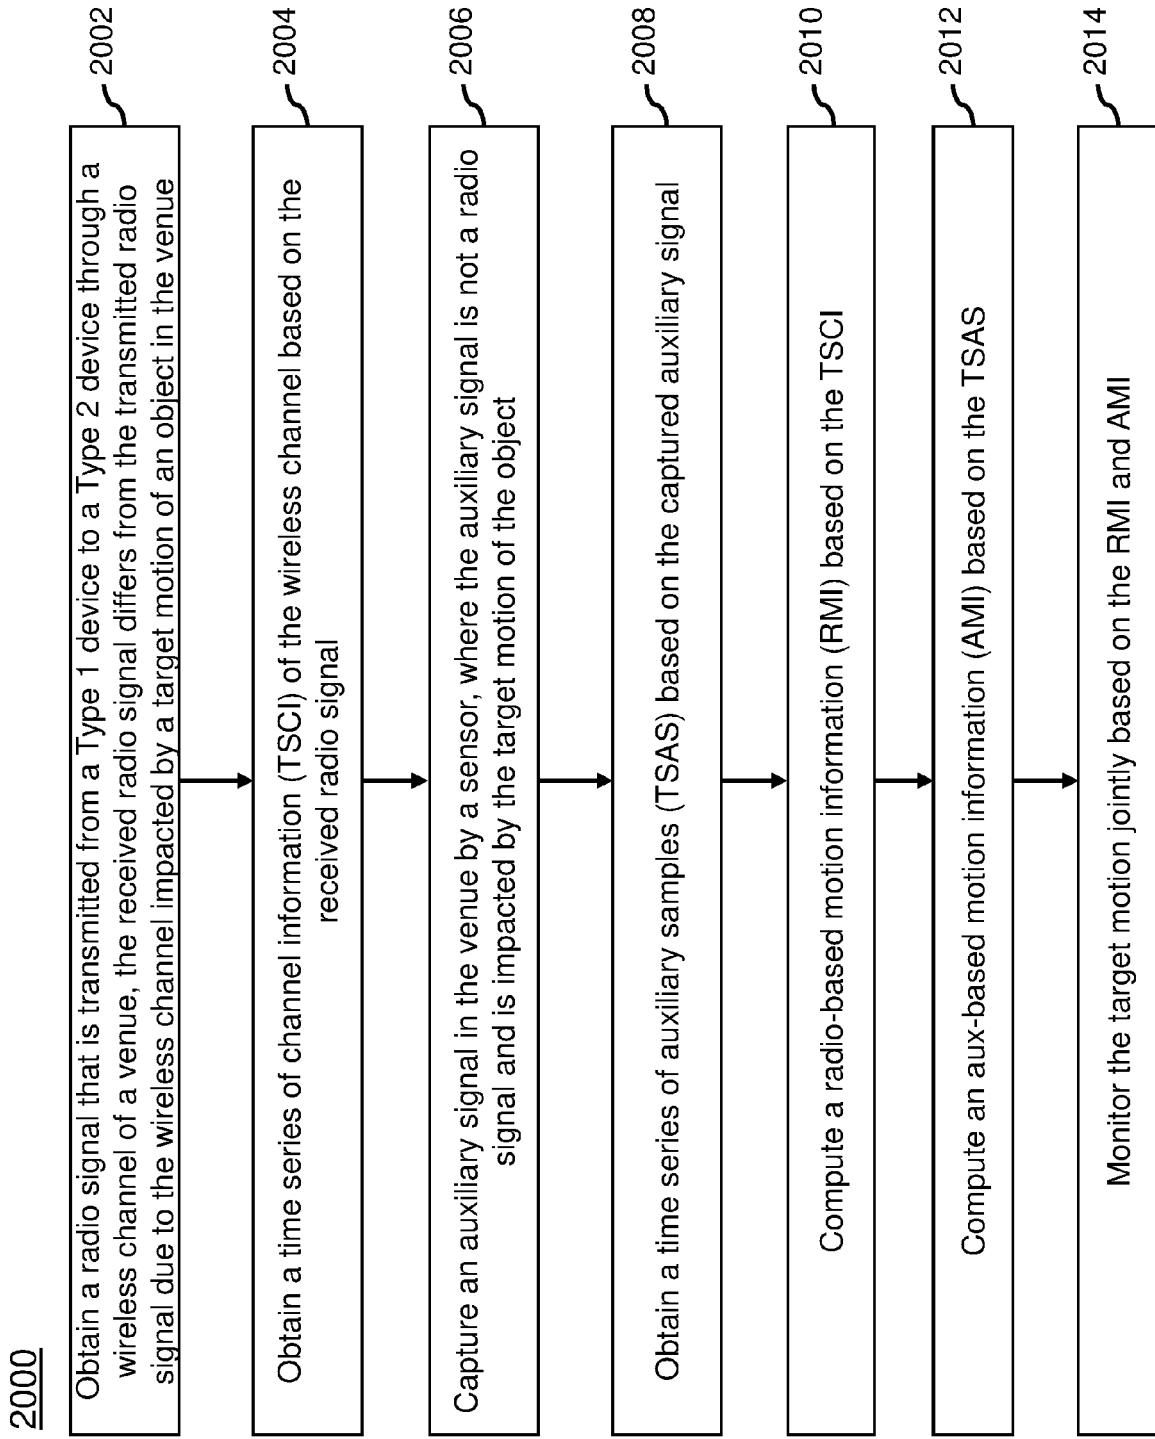 2000
Obtain a radio signal that is transmitted from a Type 1 device to a Type 2 device through a
wireless channel of a venue, the received radio signal differs from the transmitted radio
signal due to the wireless channel impacted by a target motion of an object in the venue
2002
Obtain a time series of channel information (TSCI) of the wireless channel based on the
received radio signal
2004
Capture an auxiliary signal in the venue by a sensor, where the auxiliary signal is not a radio
signal and is impacted by the target motion of the object
2006
Obtain a time series of auxiliary samples (TSAS) based on the captured auxiliary signal
2008
Compute a radio-based motion information (RMI) based on the TSCI
2010
Compute an aux-based motion information (AMI) based on the TSAS
2012
Monitor the target motion jointly based on the RMI and AMI
2014